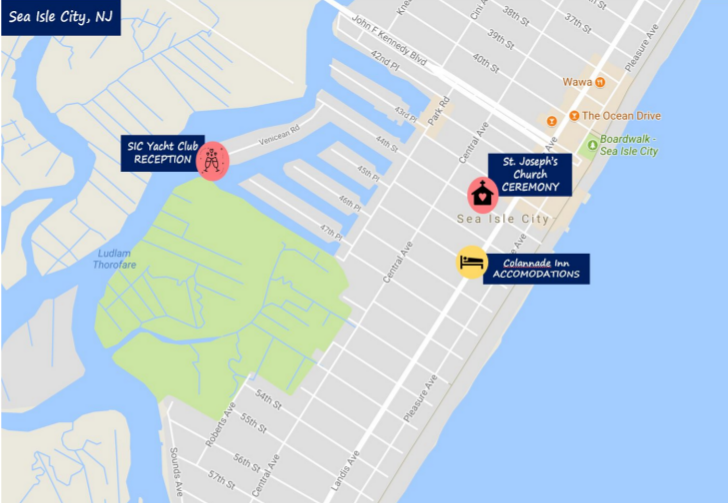 Sea Isle City, NJ
Cini A
38th St
37th St
John F Kennedy Blvd
39th St
Pleasure Ave
42nd Pl
40th St
Wawa
43rd Pl
Park Rd
The Ocean Drive
Venicean Rd
44th St
Central Ave
Ave
Boardwalk -
Sea Isle City
SIC Yacht Club
RECEPTION
St. Joseph's
Church
CEREMONY
45th Pl
46th Pl
Sea Isle City
47th Pl
Central Ave
Ave
Ludlam
Thorofare
Colannade Inn
ACCOMODATIONS
54th St
Pleasure Ave
Roberts Ave
55th St
56th St
Central Ave
Landis Ave
Sounds Ave
57th St